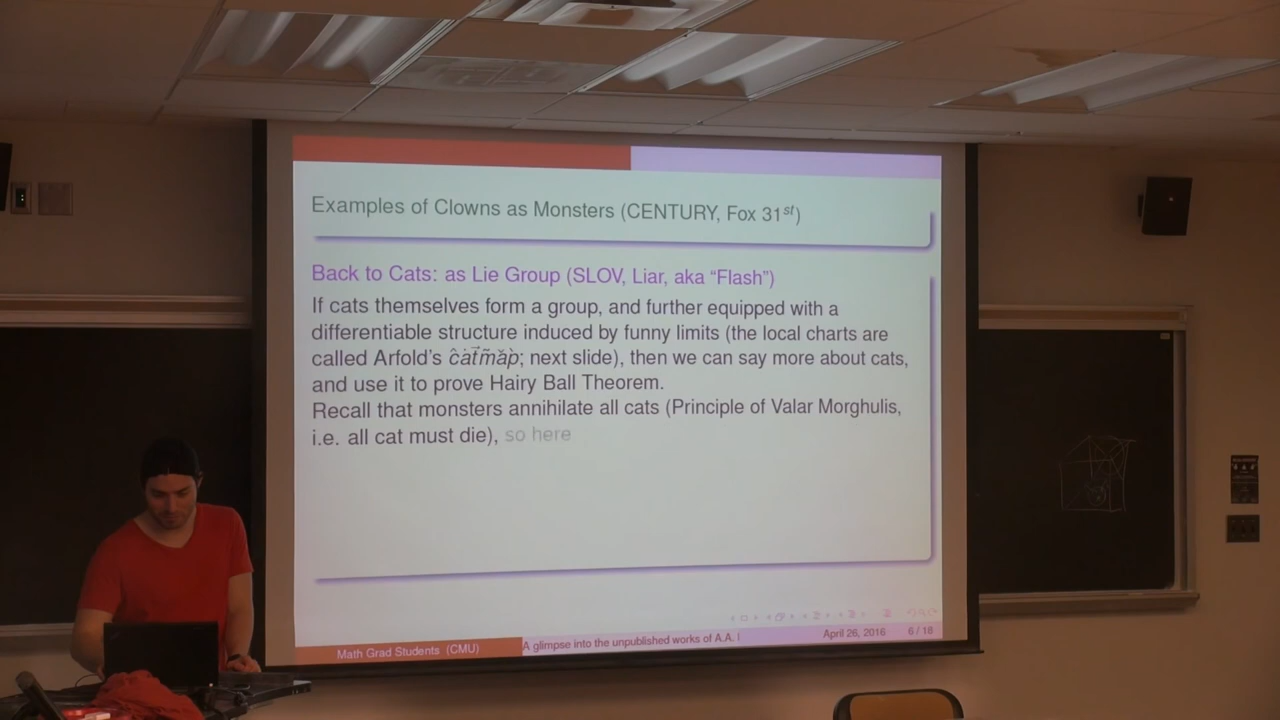 Examples of Clowns as Monsters (CENTURY, Fox 31st)
Back to Cats: as Lie Group (SLOV, Liar, aka “Flash”)
If cats themselves form a group, and further equipped with a
differentiable structure induced by funny limits (the local charts are
called Arfold's ĉȧt⃗m̃ăp̀; next slide), then we can say more about cats,
and use it to prove Hairy Ball Theorem.
Recall that monsters annihilate all cats (Principle of Valar Morghulis,
i.e. all cat must die), so here
Math Grad Students (CMU)
A glimpse into the unpublished works of A.A. I
April 26, 2016
6 / 18